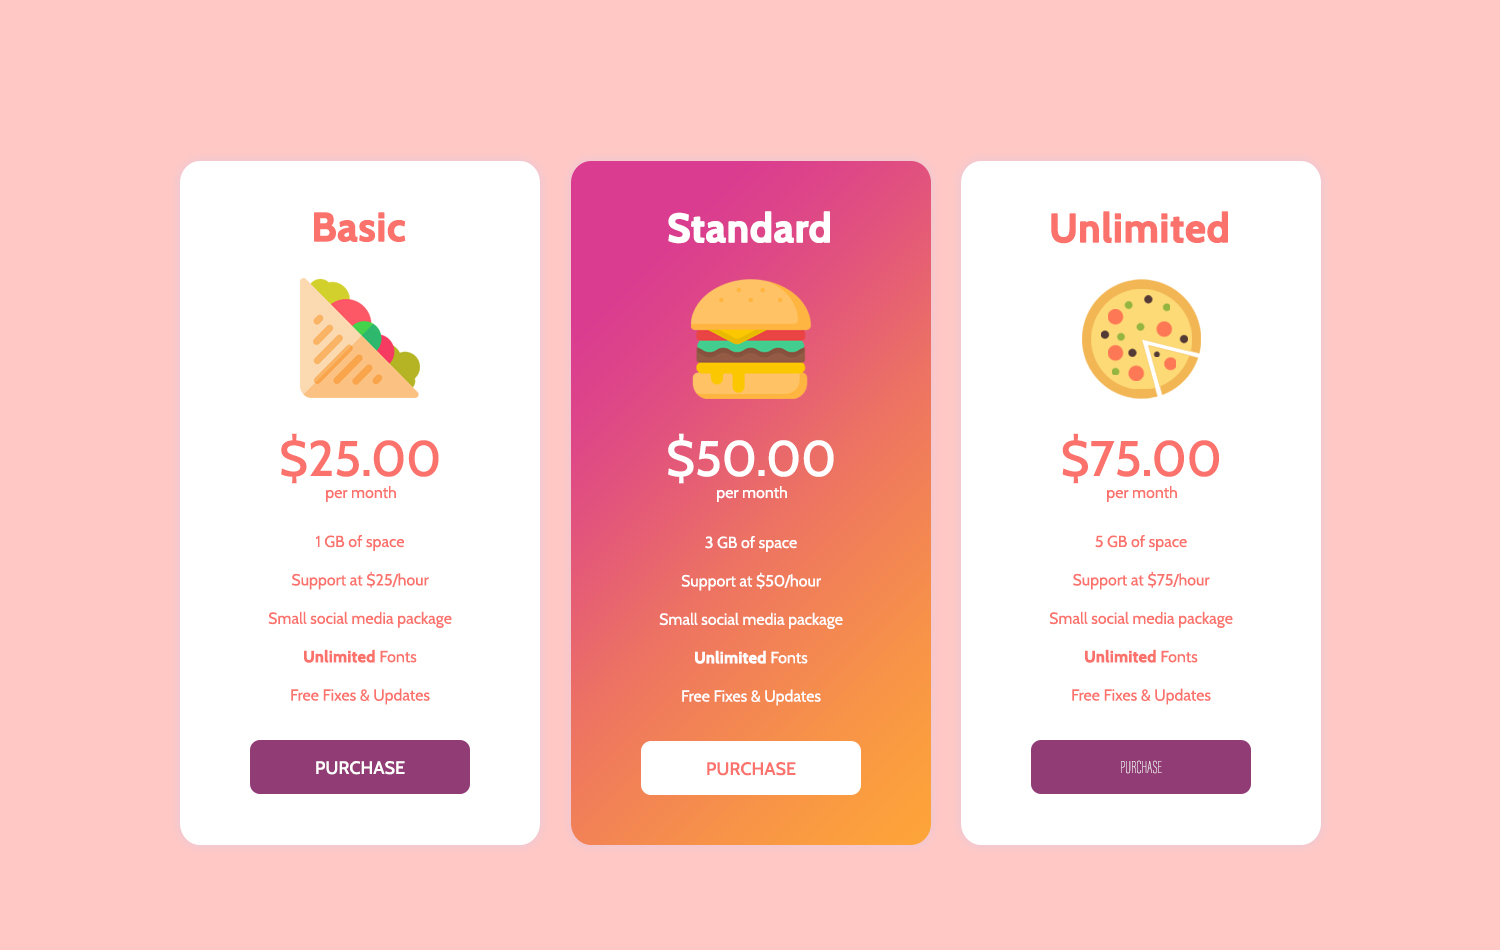 Basic
$25.00
per month
1 GB of space
Support at $25/hour
Small social media package
Unlimited Fonts
Free Fixes & Updates
PURCHASE
Standard
$50.00
per month
3 GB of space
Support at $50/hour
Small social media package
Unlimited Fonts
Free Fixes & Updates
PURCHASE
Unlimited
$75.00
per month
5 GB of space
Support at $75/hour
Small social media package
Unlimited Fonts
Free Fixes & Updates
PURCHASE